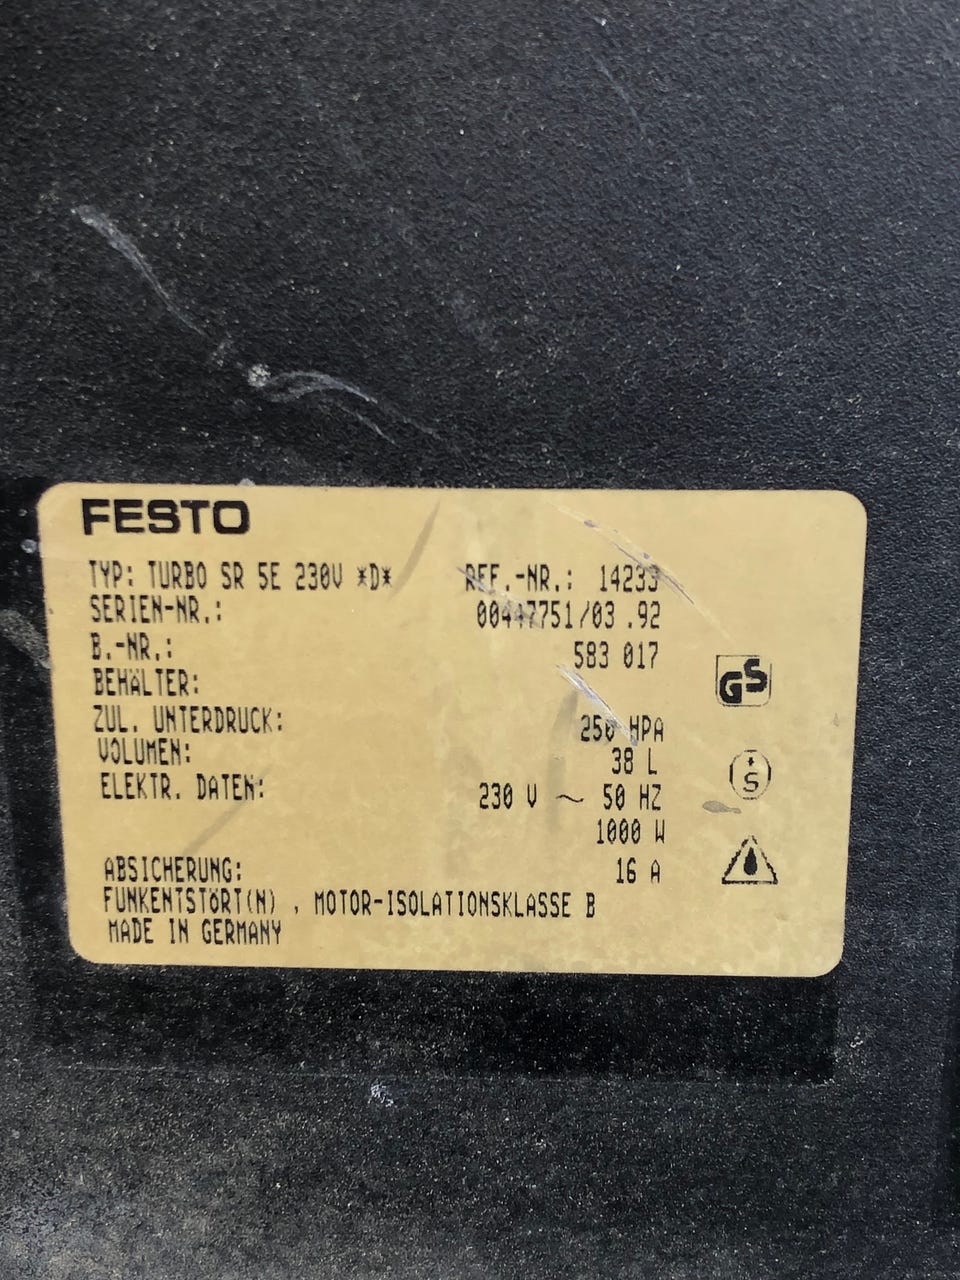 FESTO
TYP: TURBO SR 5E 230V *D* REF.-NR.: 14233
SERIEN-NR.: 00447751/03 .92
B.-NR.: 583 017
BEHÄLTER:
ZUL. UNTERDRUCK: 250 HPA
VOLUMEN: 38 L
ELEKTR. DATEN: 230 V ~ 50 HZ
1000 W
ABSICHERUNG: 16 A
FUNKENTSTÖRT(N) , MOTOR-ISOLATIONSKLASSE B
MADE IN GERMANY
GS
S